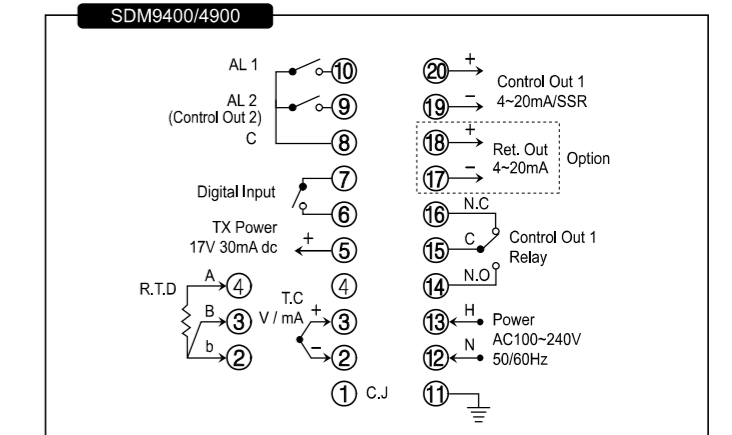 SDM9400/4900
AL 1
10
AL 2
(Control Out 2)
9
C
8
Digital Input
7
6
TX Power
17V 30mA dc
+
5
R.T.D
A
4
B
3
b
2
4
T.C
V / mA
+
3
−
2
1
C.J
20
+
Control Out 1
4~20mA/SSR
19
−
18
+
Ret. Out
4~20mA
Option
17
−
16
N.C
15
C
Control Out 1
Relay
14
N.O
13
H
Power
AC100~240V
50/60Hz
12
N
11